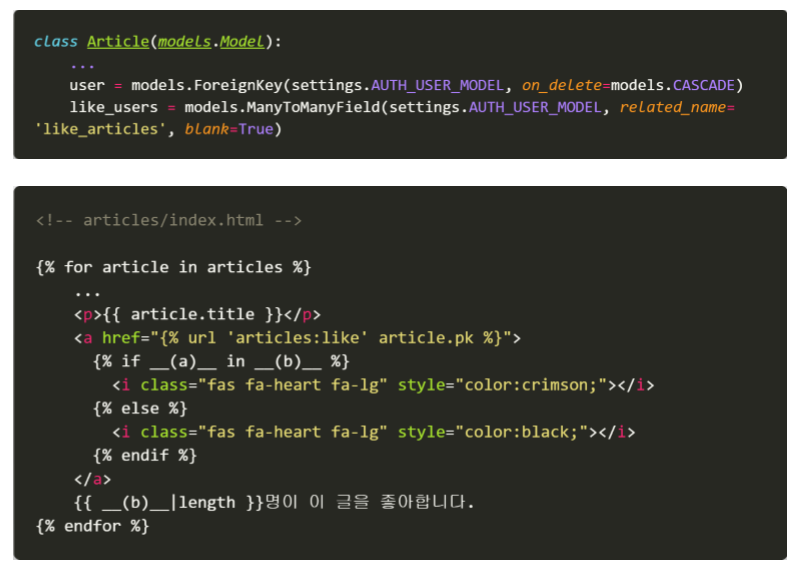 class Article(models.Model):
    ...
    user = models.ForeignKey(settings.AUTH_USER_MODEL, on_delete=models.CASCADE)
    like_users = models.ManyToManyField(settings.AUTH_USER_MODEL, related_name=
'like_articles', blank=True)
<!-- articles/index.html -->
{% for article in articles %}
    ...
    <p>{{ article.title }}</p>
    <a href="{% url 'articles:like' article.pk %}">
      {% if __(a)__ in __(b)__ %}
        <i class="fas fa-heart fa-lg" style="color:crimson;"></i>
      {% else %}
        <i class="fas fa-heart fa-lg" style="color:black;"></i>
      {% endif %}
    </a>
    {{ __(b)__|length }}명이 이 글을 좋아합니다.
{% endfor %}